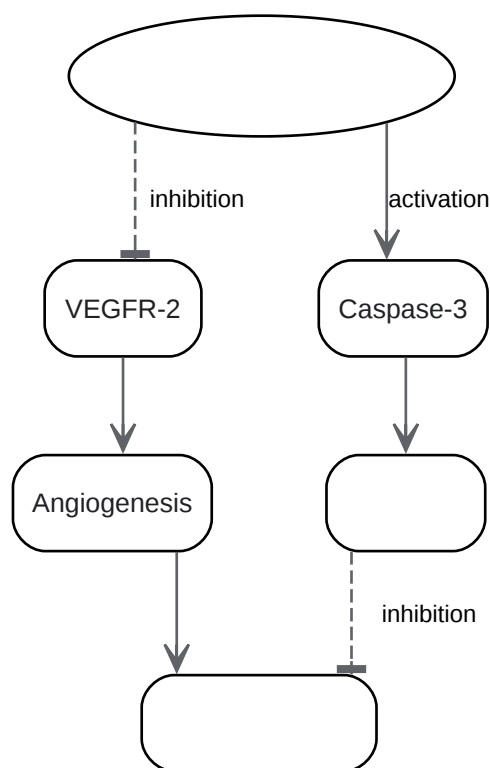 inhibition
activation
VEGFR-2
Caspase-3
Angiogenesis
inhibition